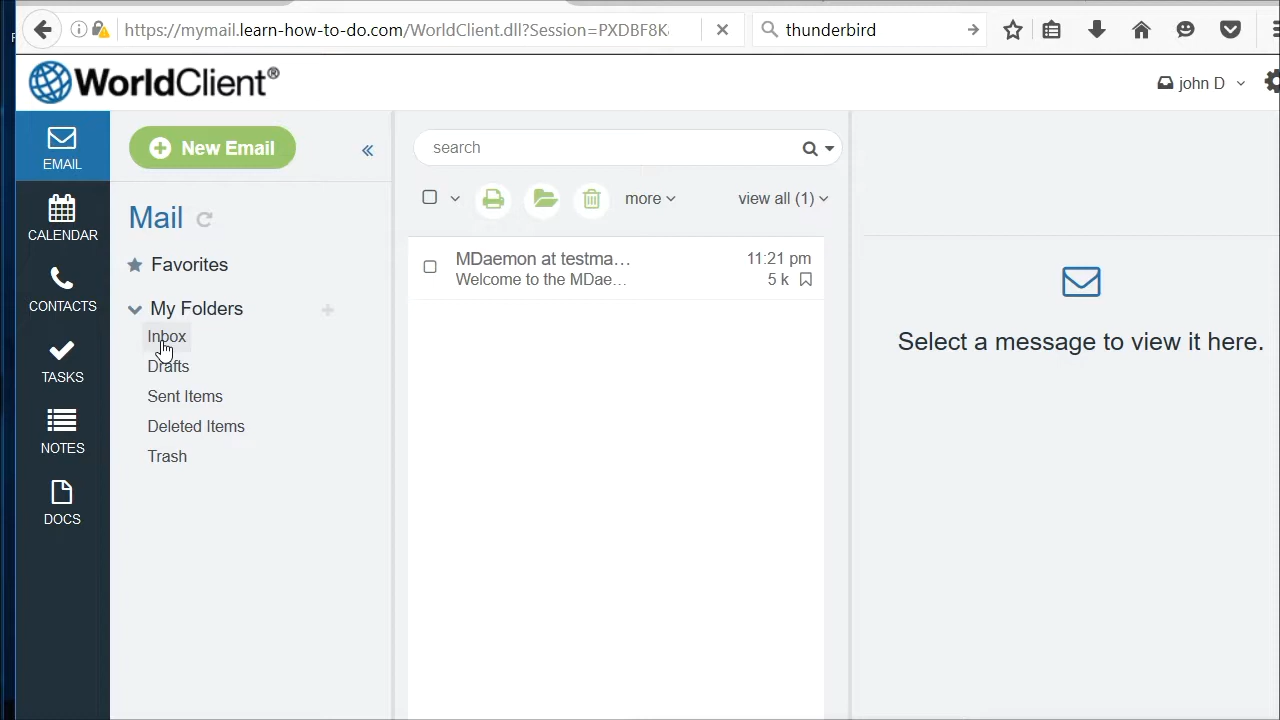 https://mymail.learn-how-to-do.com/WorldClient.dll?Session=PXDBF8K
thunderbird
WorldClient®
john D
EMAIL
CALENDAR
CONTACTS
TASKS
NOTES
DOCS
New Email
«
Mail
Favorites
My Folders
Inbox
Drafts
Sent Items
Deleted Items
Trash
search
more
view all (1)
MDaemon at testma... 11:21 pm
Welcome to the MDae... 5 k
Select a message to view it here.